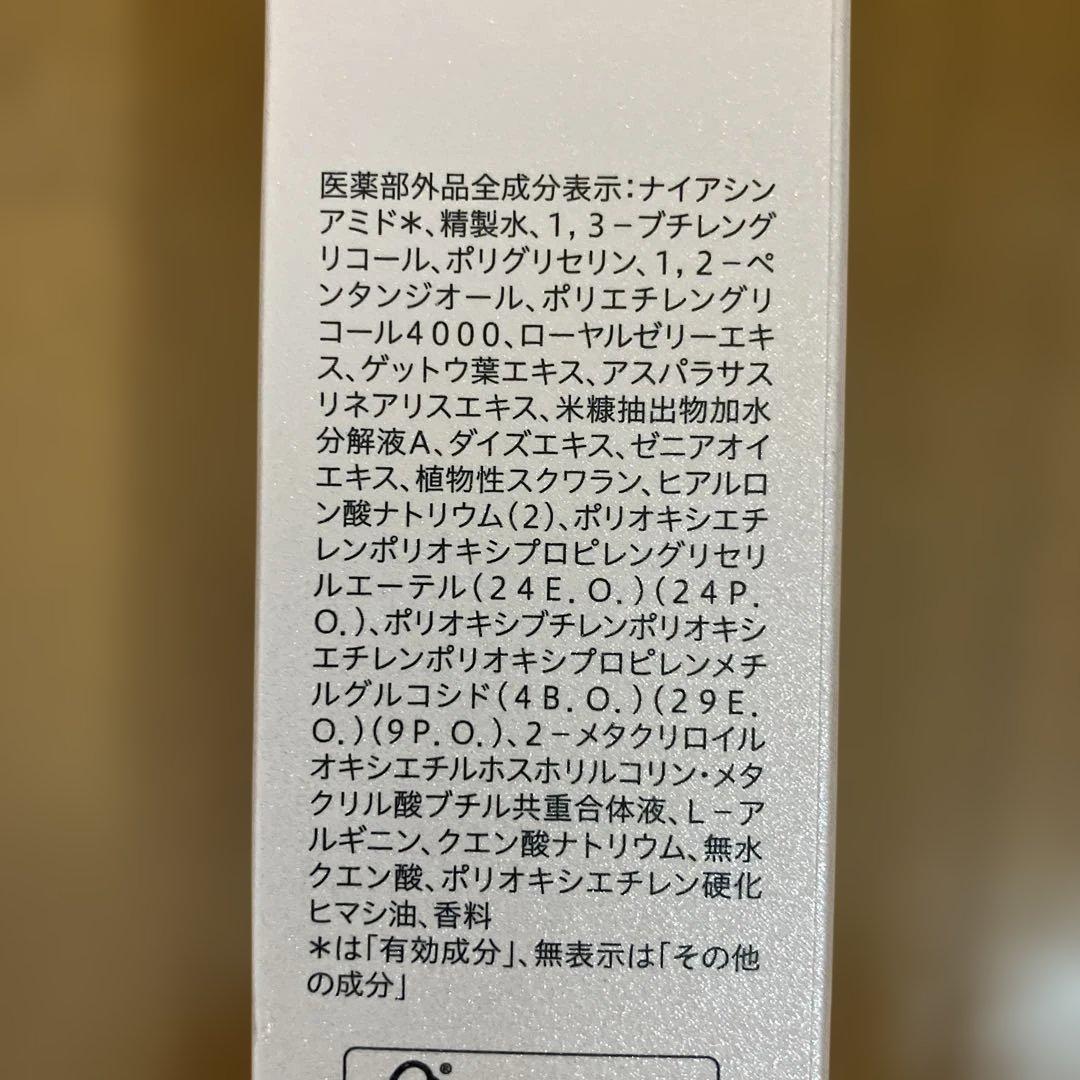 医薬部外品全成分表示：ナイアシン
アミド＊、精製水、1，3－ブチレング
リコール、ポリグリセリン、1，2－ペ
ンタンジオール、ポリエチレングリ
コール4000、ローヤルゼリーエキ
ス、ゲットウ葉エキス、アスパラサス
リネアリスエキス、米糠抽出物加水
分解液A、ダイズエキス、ゼニアオイ
エキス、植物性スクワラン、ヒアルロ
ン酸ナトリウム（2）、ポリオキシエチ
レンポリオキシプロピレングリセリ
ルエーテル（24E．O．）（24P．
O．）、ポリオキシブチレンポリオキシ
エチレンポリオキシプロピレンメチ
ルグルコシド（4B．O．）（29E．
O．）（9P．O．）、2－メタクリロイル
オキシエチルホスホリルコリン・メタ
クリル酸ブチル共重合体液、L－ア
ルギニン、クエン酸ナトリウム、無水
クエン酸、ポリオキシエチレン硬化
ヒマシ油、香料
＊は「有効成分」、無表示は「その他
の成分」
®